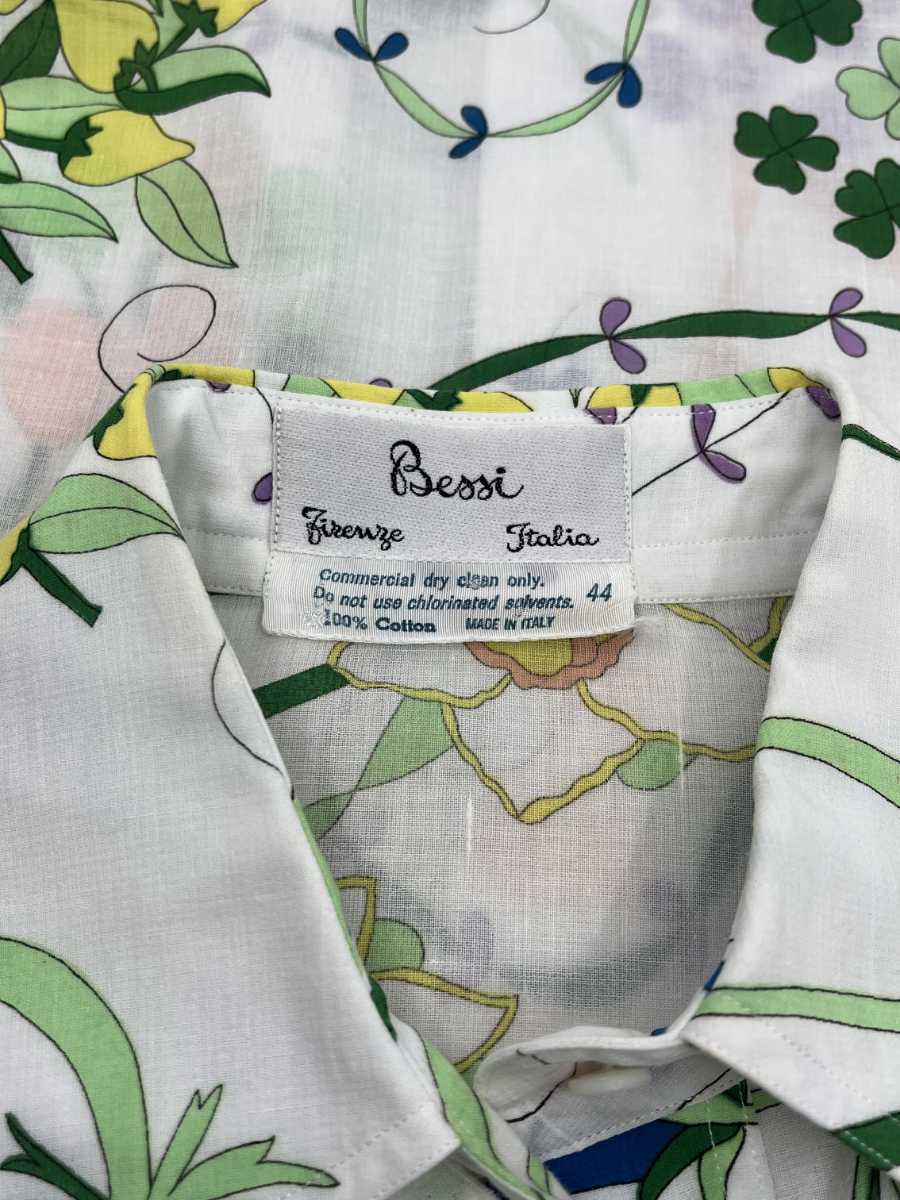 Bessi
Firenze Italia
Commercial dry clean only.
Do not use chlorinated solvents. 44
100% Cotton MADE IN ITALY